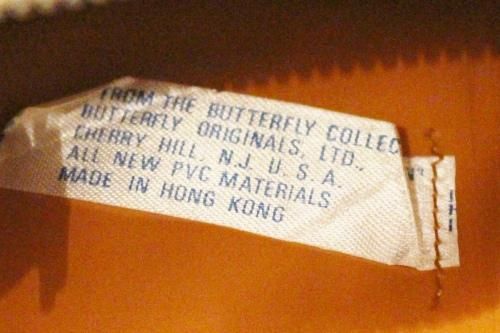 FROM THE BUTTERFLY COLLEC
BUTTERFLY ORIGINALS, LTD.,
CHERRY HILL, N.J. U.S.A.
ALL NEW PVC MATERIALS
MADE IN HONG KONG